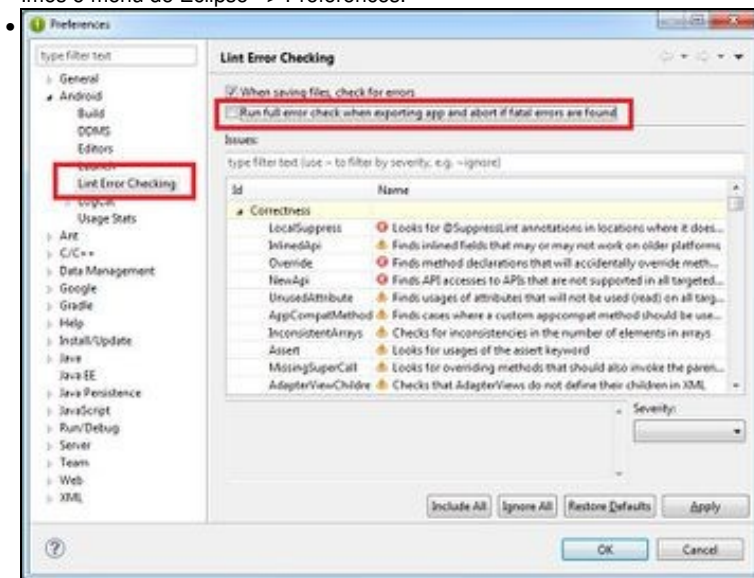 Preferences
type filter text
General
Android
Build
DDMS
Editors
Launch
Lint Error Checking
LogCat
Usage Stats
Ant
C/C++
Data Management
Google
Gradle
Help
Install/Update
Java
Java EE
Java Persistence
JavaScript
Run/Debug
Server
Team
Web
XML
Lint Error Checking
When saving files, check for errors
Run full error check when exporting app and abort if fatal errors are found
Issues:
type filter text (use ~ to filter by severity, e.g. ~ignore)
Id Name
Correctness
LocalSuppress Looks for @SuppressLint annotations in locations where it does...
InlinedApi Finds inlined fields that may or may not work on older platforms
Override Finds method declarations that will accidentally override meth...
NewApi Finds API accesses to APIs that are not supported in all targeted...
UnusedAttribute Finds usages of attributes that will not be used (read) on all targ...
AppCompatMethod Finds cases where a custom appcompat method should be use...
InconsistentArrays Checks for inconsistencies in the number of elements in arrays
Assert Looks for usages of the assert keyword
MissingSuperCall Looks for overriding methods that should also invoke the paren...
AdapterViewChildre Checks that AdapterViews do not define their children in XML
Severity:
Include All Ignore All Restore Defaults Apply
OK Cancel